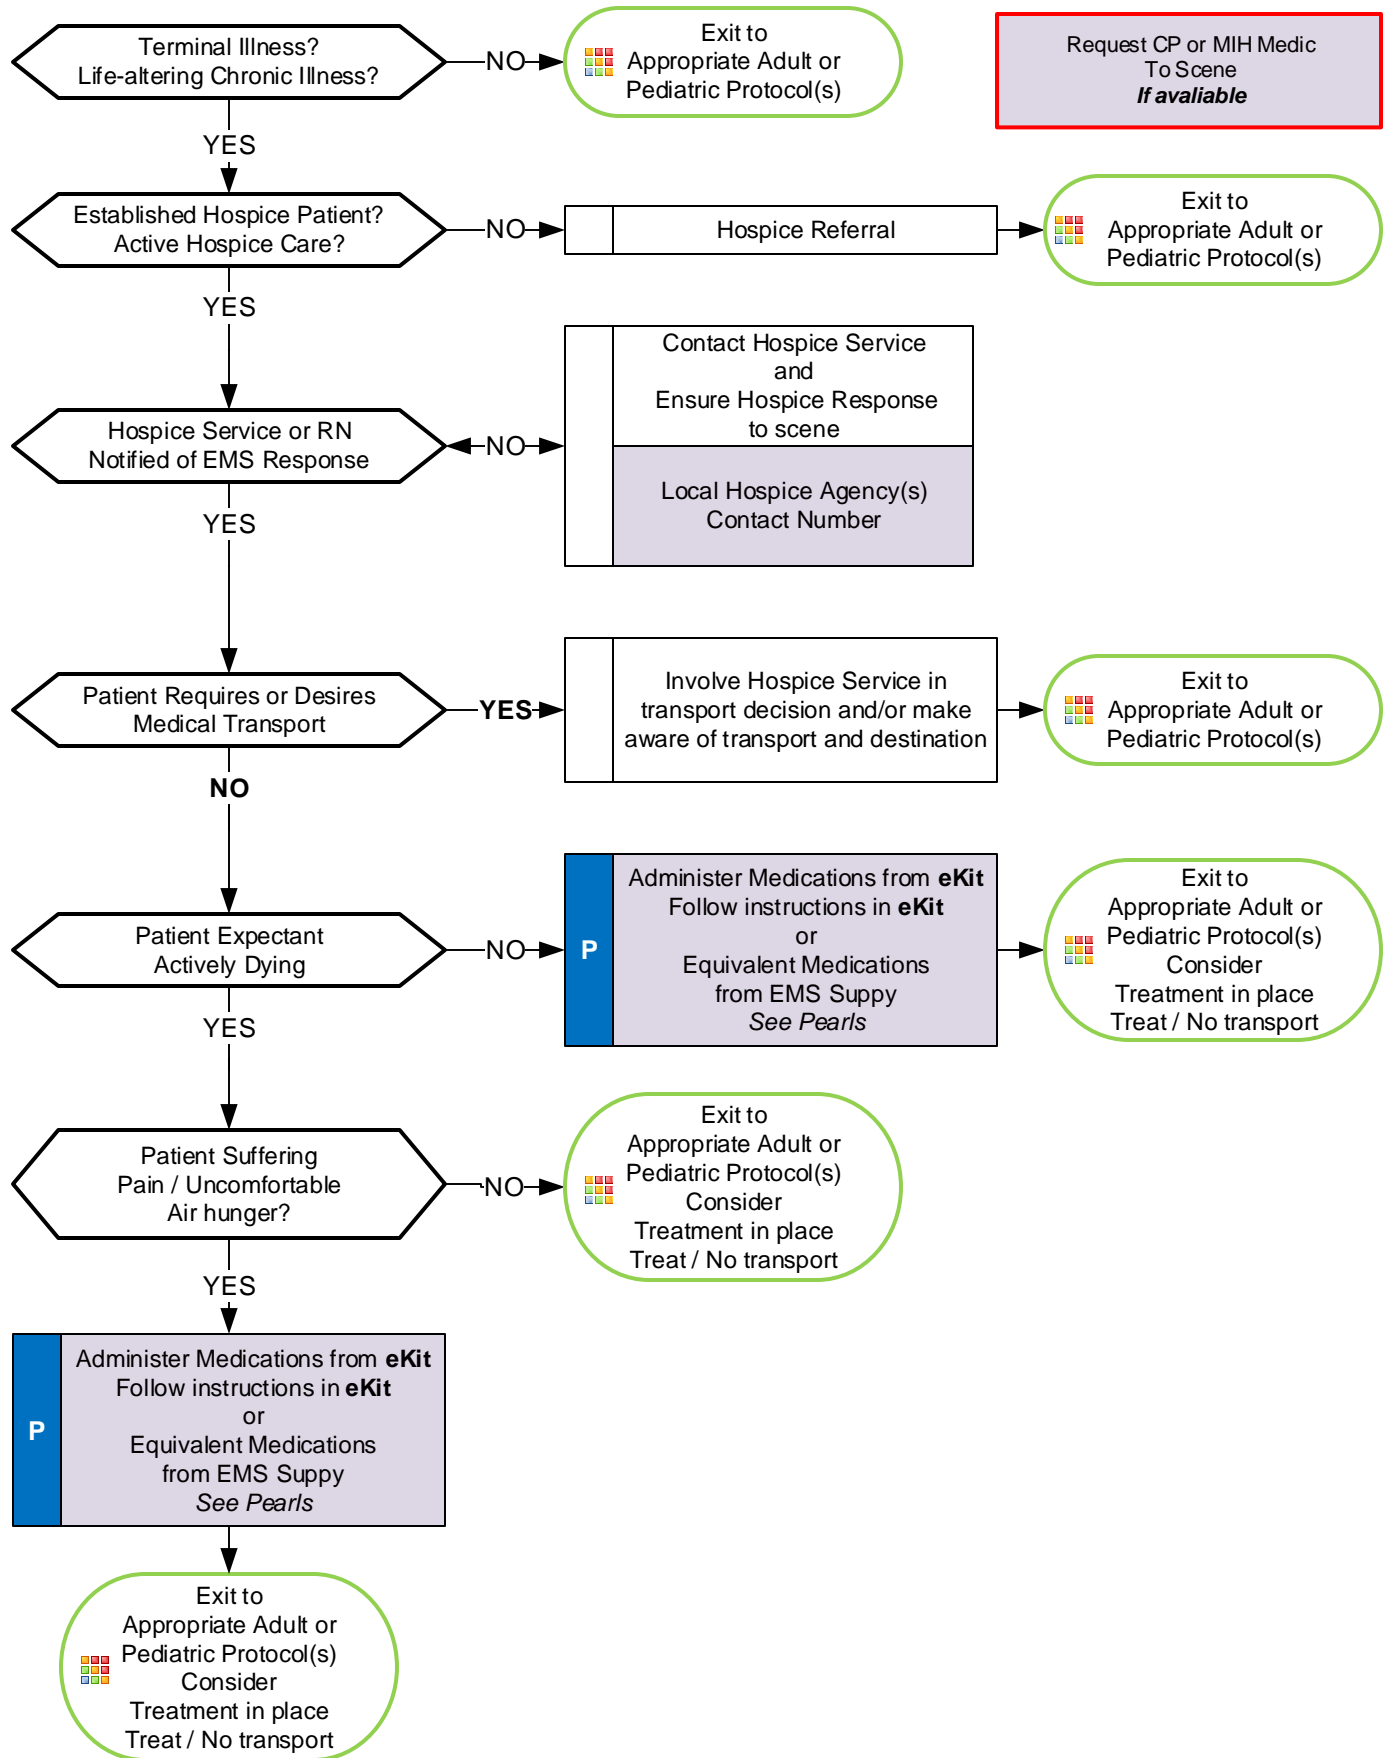 Terminal Illness?
Life-altering Chronic Illness?
NO
Exit to
Appropriate Adult or
Pediatric Protocol(s)
Request CP or MIH Medic
To Scene
If avaliable
YES
Established Hospice Patient?
Active Hospice Care?
NO
Hospice Referral
Exit to
Appropriate Adult or
Pediatric Protocol(s)
YES
Hospice Service or RN
Notified of EMS Response
NO
Contact Hospice Service
and
Ensure Hospice Response
to scene
Local Hospice Agency(s)
Contact Number
YES
Patient Requires or Desires
Medical Transport
YES
Involve Hospice Service in
transport decision and/or make
aware of transport and destination
Exit to
Appropriate Adult or
Pediatric Protocol(s)
NO
Patient Expectant
Actively Dying
NO
P
Administer Medications from eKit
Follow instructions in eKit
or
Equivalent Medications
from EMS Suppy
See Pearls
Exit to
Appropriate Adult or
Pediatric Protocol(s)
Consider
Treatment in place
Treat / No transport
YES
Patient Suffering
Pain / Uncomfortable
Air hunger?
NO
Exit to
Appropriate Adult or
Pediatric Protocol(s)
Consider
Treatment in place
Treat / No transport
YES
P
Administer Medications from eKit
Follow instructions in eKit
or
Equivalent Medications
from EMS Suppy
See Pearls
Exit to
Appropriate Adult or
Pediatric Protocol(s)
Consider
Treatment in place
Treat / No transport